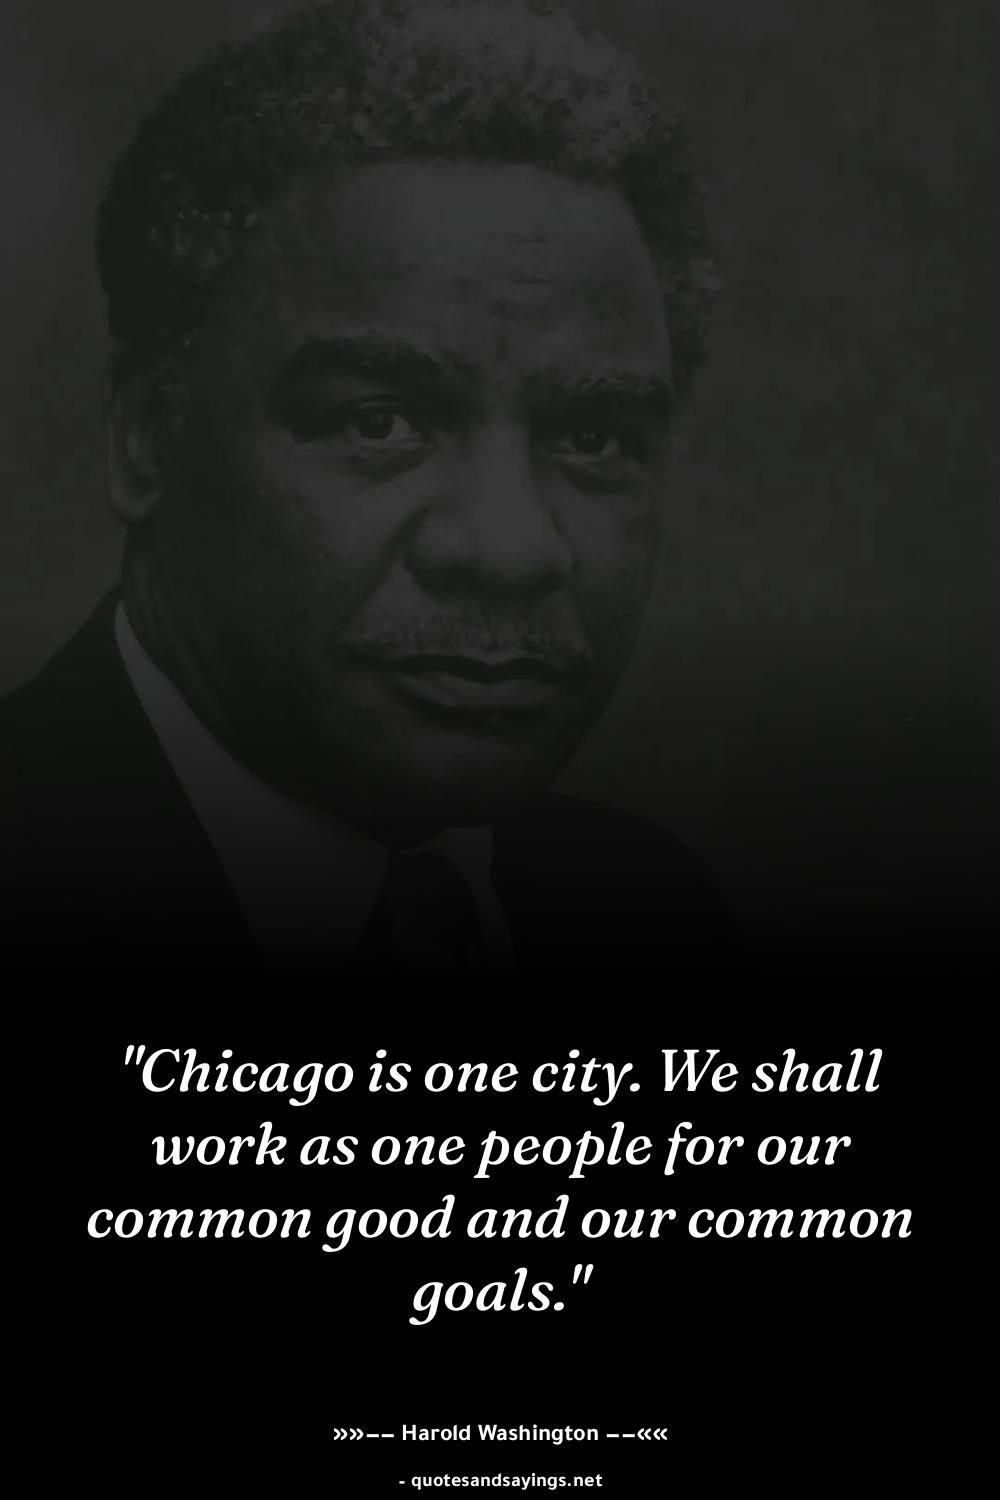 "Chicago is one city. We shall
work as one people for our
common good and our common
goals."
»»−− Harold Washington −−««
- quotesandsayings.net